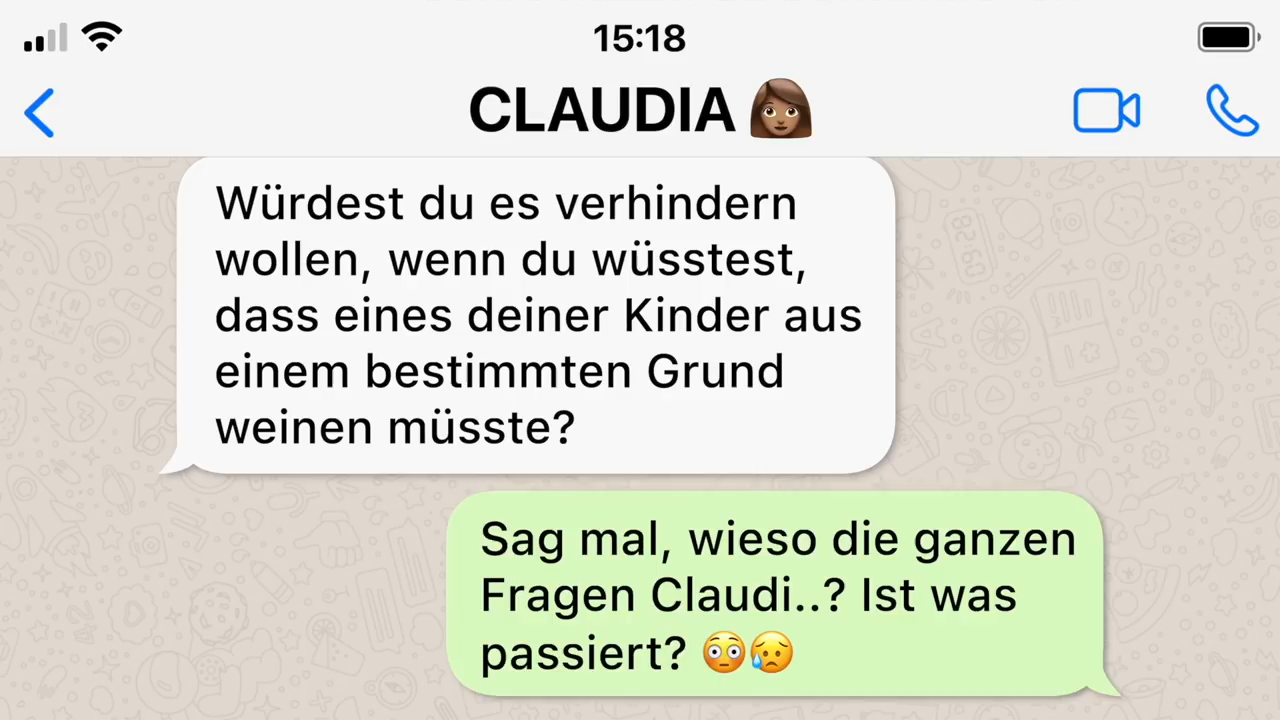 15:18
CLAUDIA 👩🏽
Würdest du es verhindern
wollen, wenn du wüsstest,
dass eines deiner Kinder aus
einem bestimmten Grund
weinen müsste?
Sag mal, wieso die ganzen
Fragen Claudi..? Ist was
passiert? 😳😥